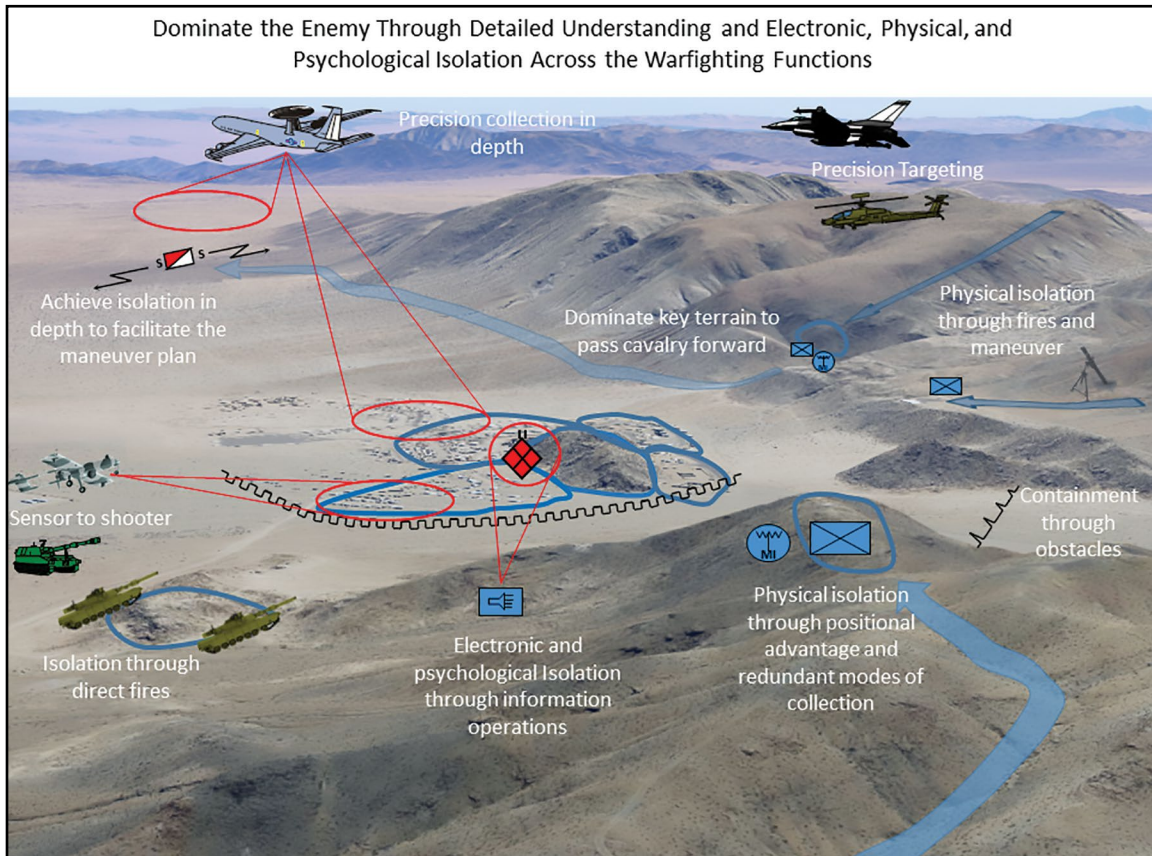 Dominate the Enemy Through Detailed Understanding and Electronic, Physical, and
Psychological Isolation Across the Warfighting Functions
Precision collection in
depth
Precision Targeting
S S
Achieve isolation in
depth to facilitate the
maneuver plan
Dominate key terrain to
pass cavalry forward
Physical isolation
through fires and
maneuver
MI
Sensor to shooter
Containment
through
obstacles
MI
Isolation through
direct fires
Electronic and
psychological Isolation
through information
operations
Physical isolation
through positional
advantage and
redundant modes of
collection